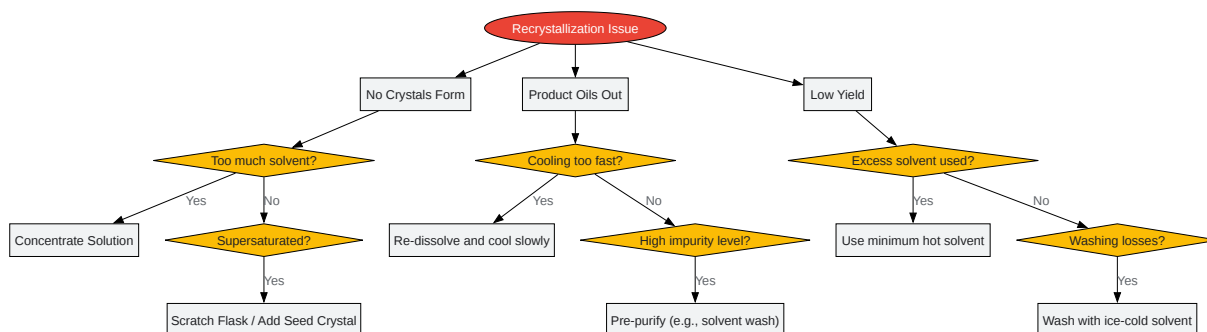 Recrystallization Issue
No Crystals Form
Product Oils Out
Low Yield
Too much solvent?
Cooling too fast?
Excess solvent used?
Yes
No
Yes
No
Yes
No
Concentrate Solution
Supersaturated?
Re-dissolve and cool slowly
High impurity level?
Use minimum hot solvent
Washing losses?
Yes
Yes
Yes
Scratch Flask / Add Seed Crystal
Pre-purify (e.g., solvent wash)
Wash with ice-cold solvent